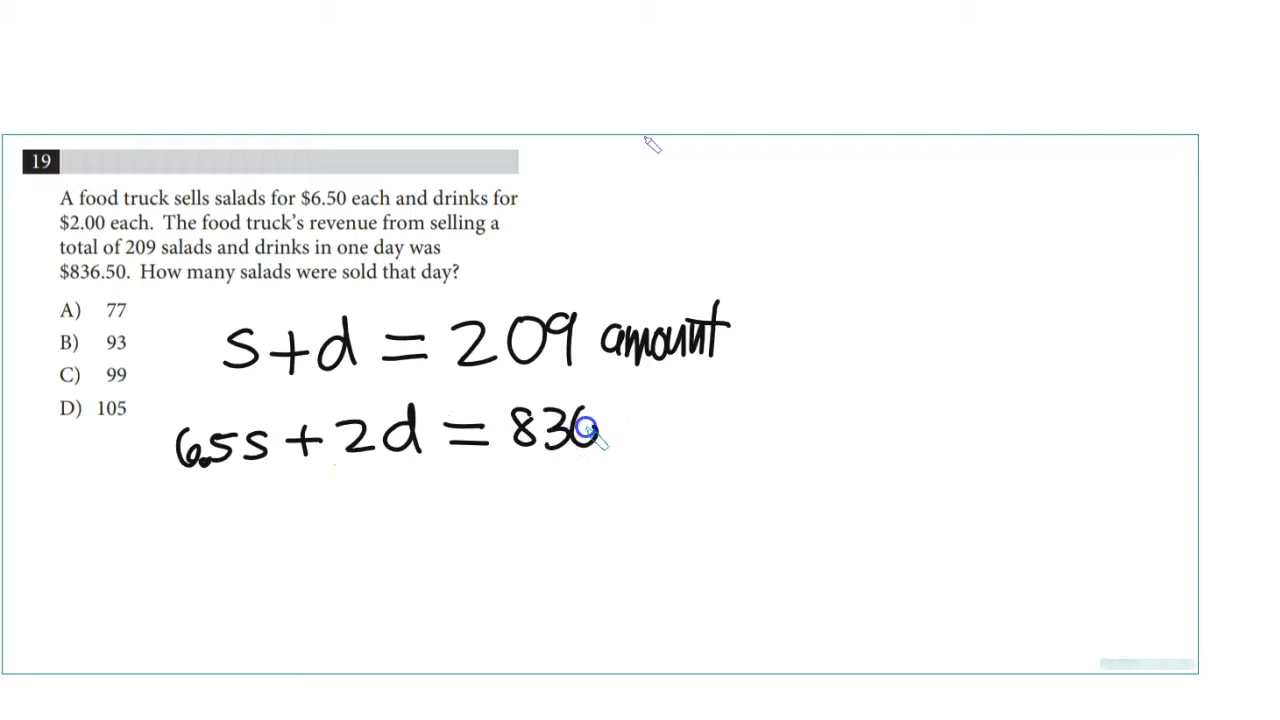 19
A food truck sells salads for $6.50 each and drinks for
$2.00 each. The food truck's revenue from selling a
total of 209 salads and drinks in one day was
$836.50. How many salads were sold that day?
A) 77
B) 93
C) 99
D) 105
s+d = 209 amount
6.5s + 2d = 836